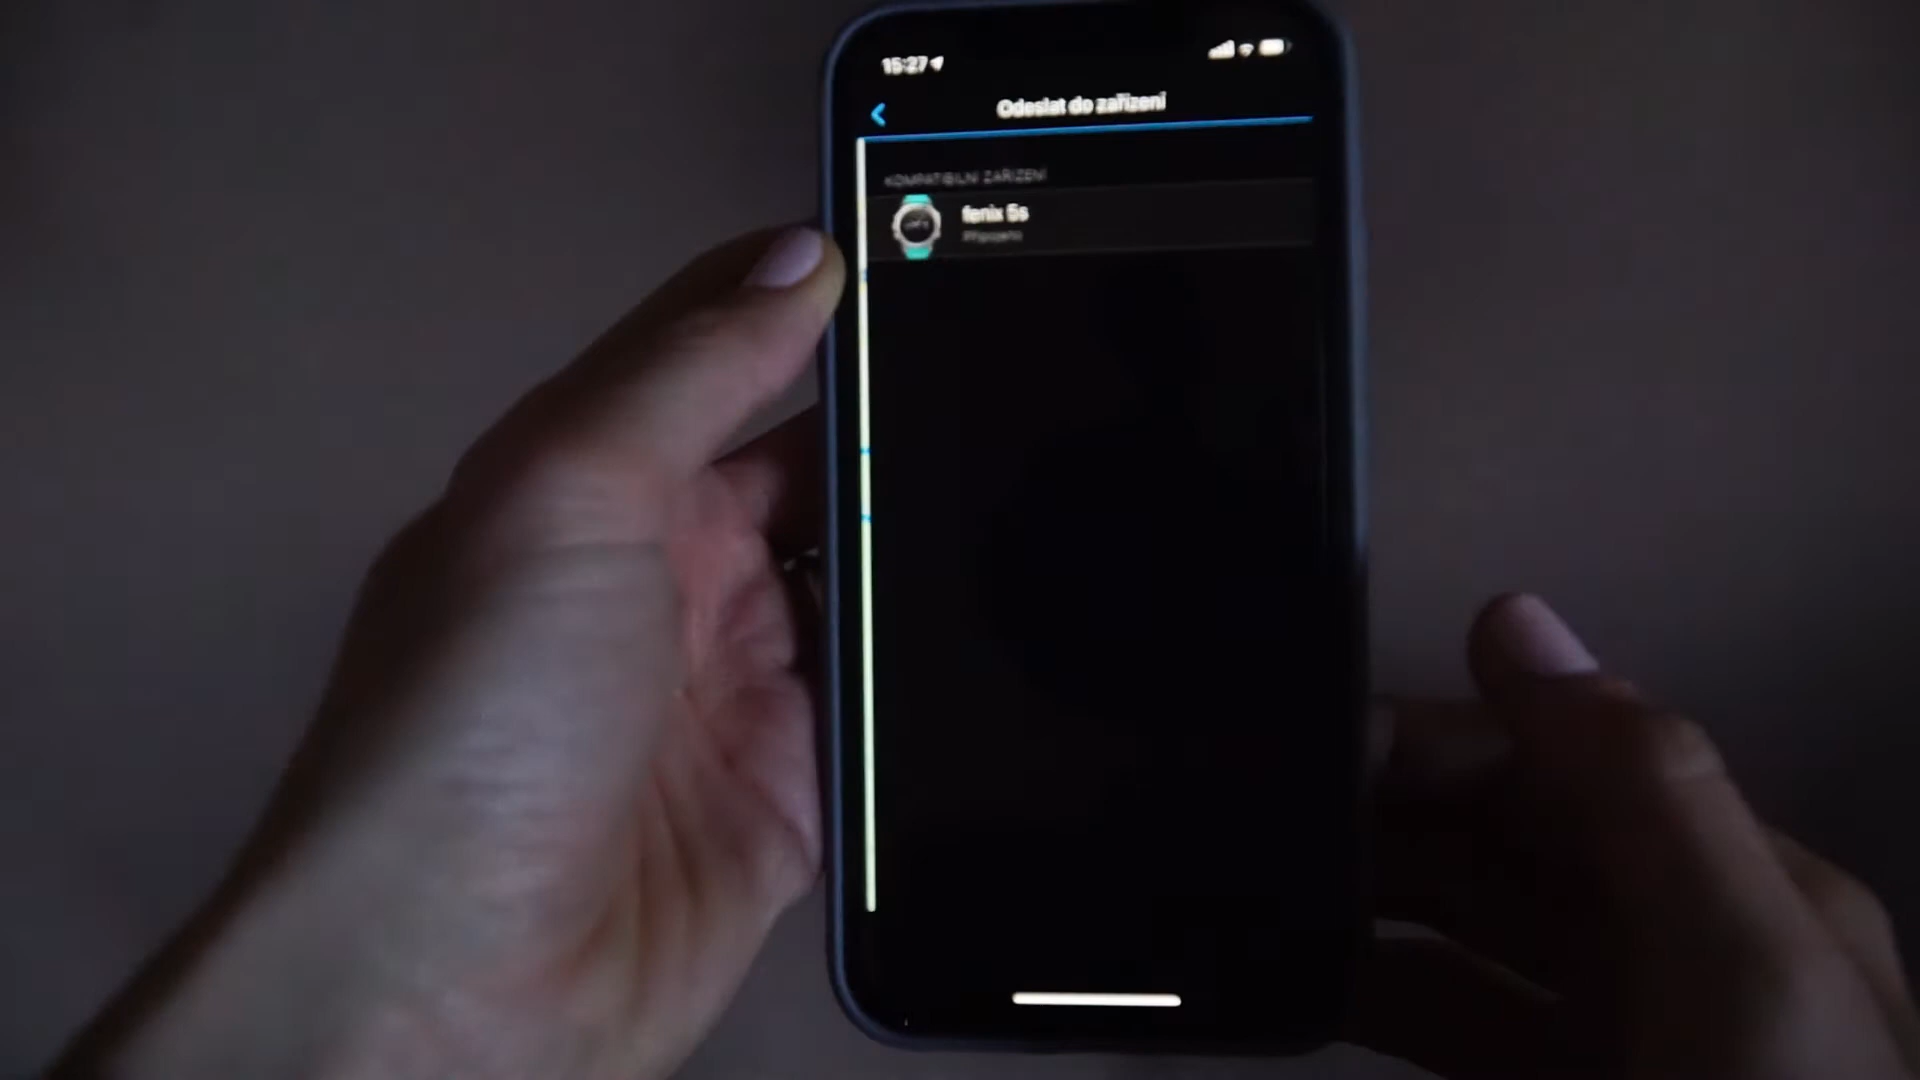 15:27
Odeslat do zařízení
KOMPATIBILNÍ ZAŘÍZENÍ
fenix 5s
Připojeno